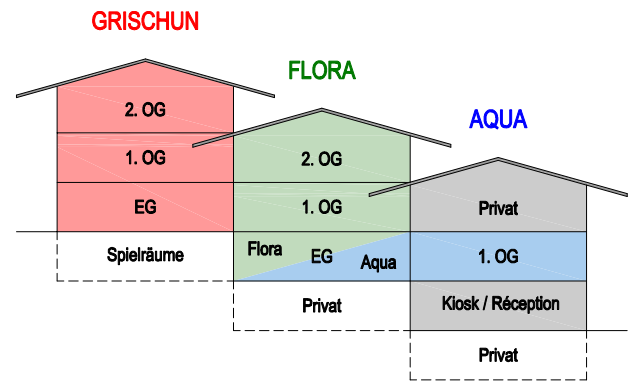 GRISCHUN
FLORA
AQUA
2. OG
1. OG
EG
Spielräume
2. OG
1. OG
Flora
EG
Aqua
Privat
Privat
1. OG
Kiosk / Réception
Privat